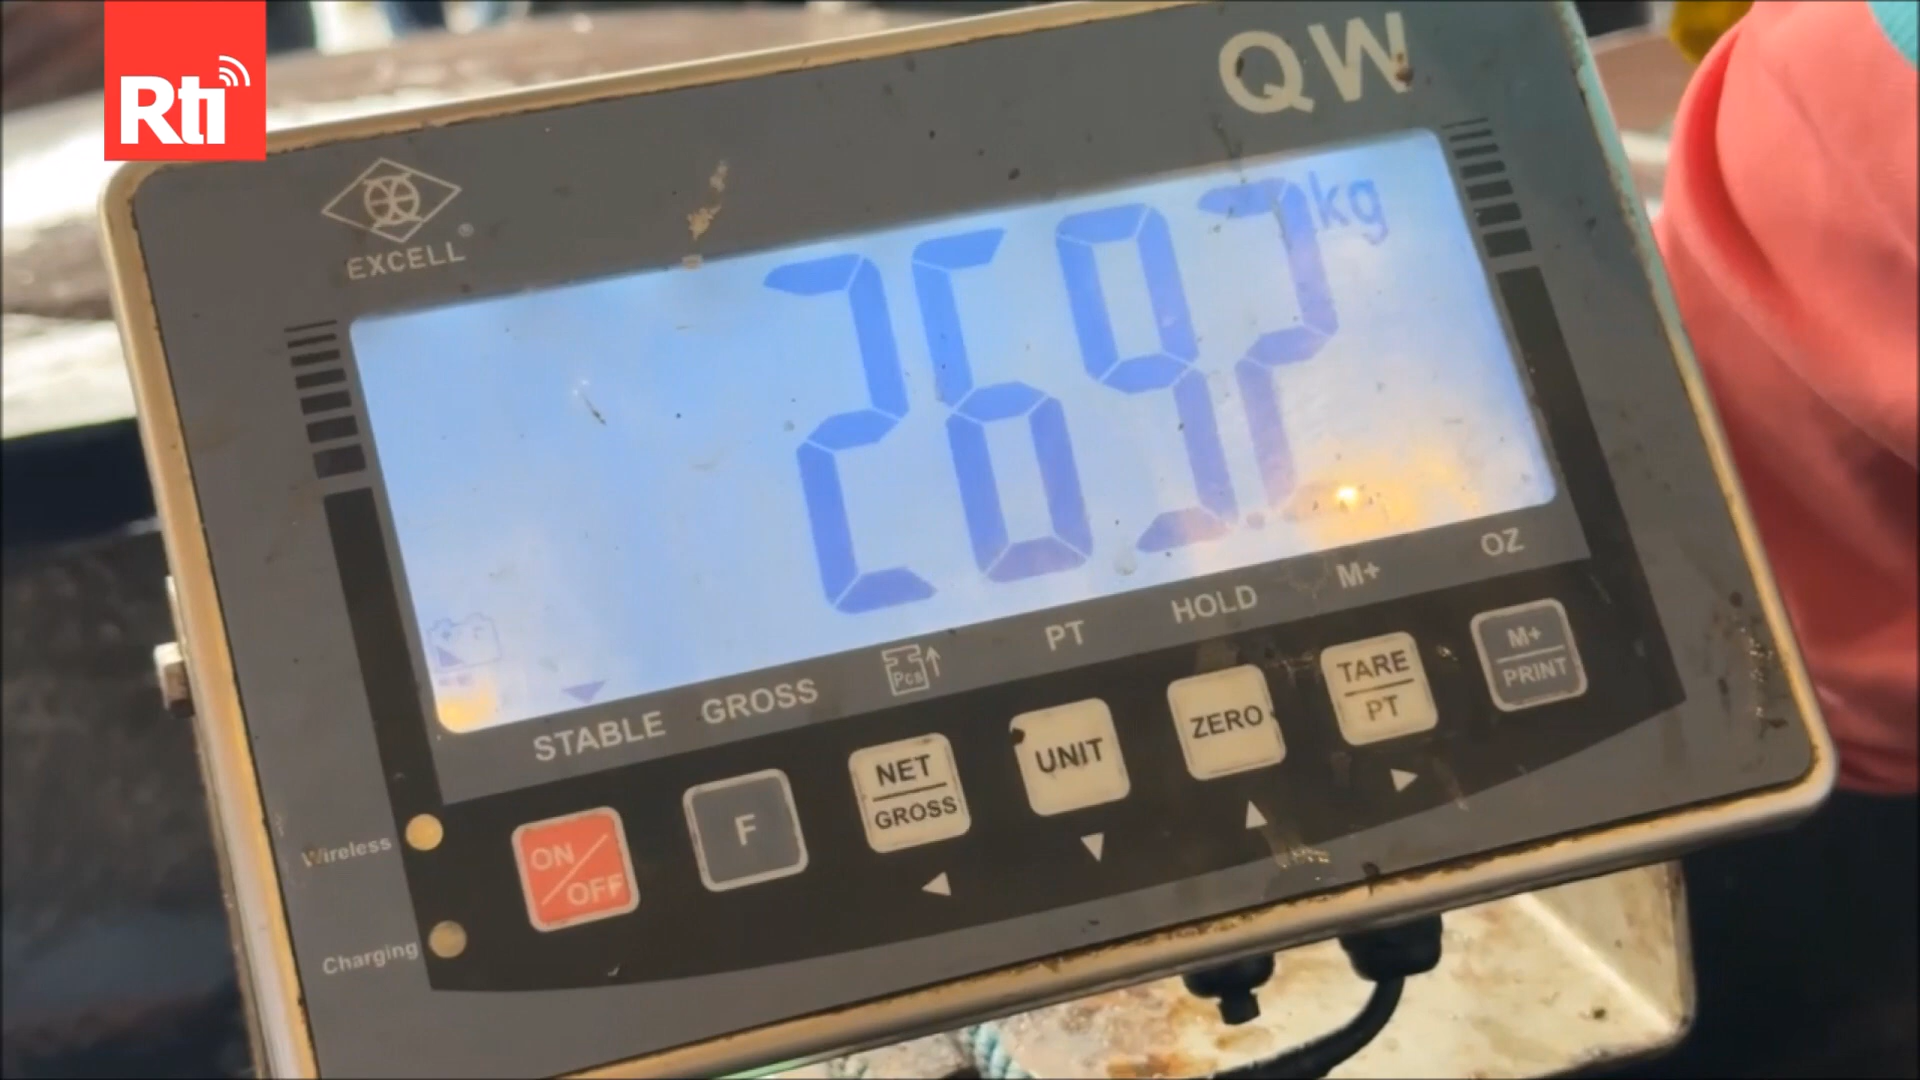 Rti
QW
EXCELL®
269.2 kg
STABLE GROSS Pcs PT HOLD M+ OZ
ON/OFF
F
NET
GROSS
UNIT
ZERO
TARE
PT
M+
PRINT
Wireless
Charging